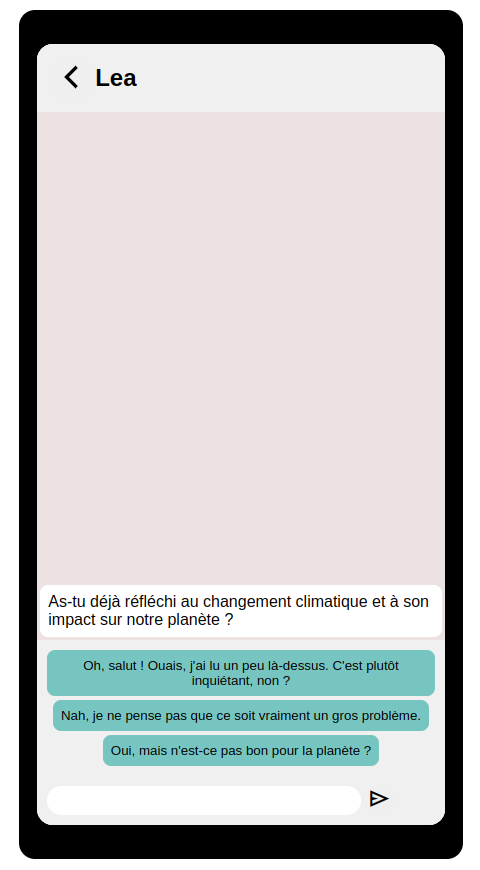 Lea
As-tu déjà réfléchi au changement climatique et à son
impact sur notre planète ?
Oh, salut ! Ouais, j'ai lu un peu là-dessus. C'est plutôt
inquiétant, non ?
Nah, je ne pense pas que ce soit vraiment un gros problème.
Oui, mais n'est-ce pas bon pour la planète ?